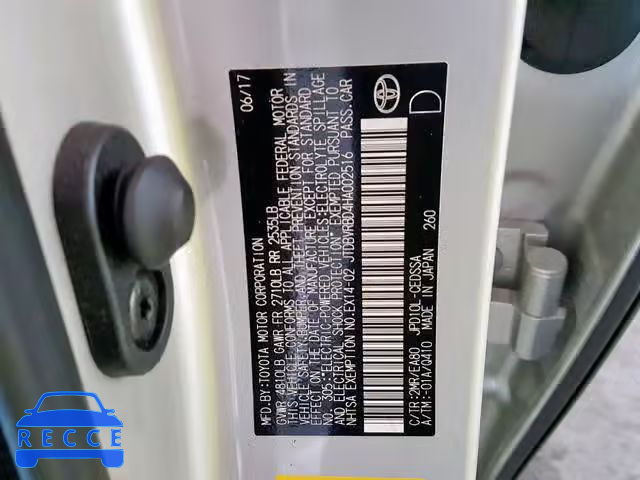 MFD.BY:TOYOTA MOTOR CORPORATION 06/17
GVWR 4810LB GAWR FR 2710LB RR 2535LB
THIS VEHICLE CONFORMS TO ALL APPLICABLE FEDERAL MOTOR
VEHICLE SAFETY, BUMPER, AND THEFT PREVENTION STANDARDS IN
EFFECT ON THE DATE OF MANUFACTURE EXCEPT FOR STANDARD
NO. 305:ELECTRIC-POWERED VEHICLES:ELECTROLYTE SPILLAGE
AND ELECTRICAL SHOCK PROTECTION EXEMPTED PURSUANT TO
NHTSA EXEMPTION NO.EX14-02 JTDBVRBD4HA002516 PASS.CAR
C/TR:2MR/EA80 JPD10L-CEDSSA
A/TM:-01A/Q410 MADE IN JAPAN 260
D
RECCE